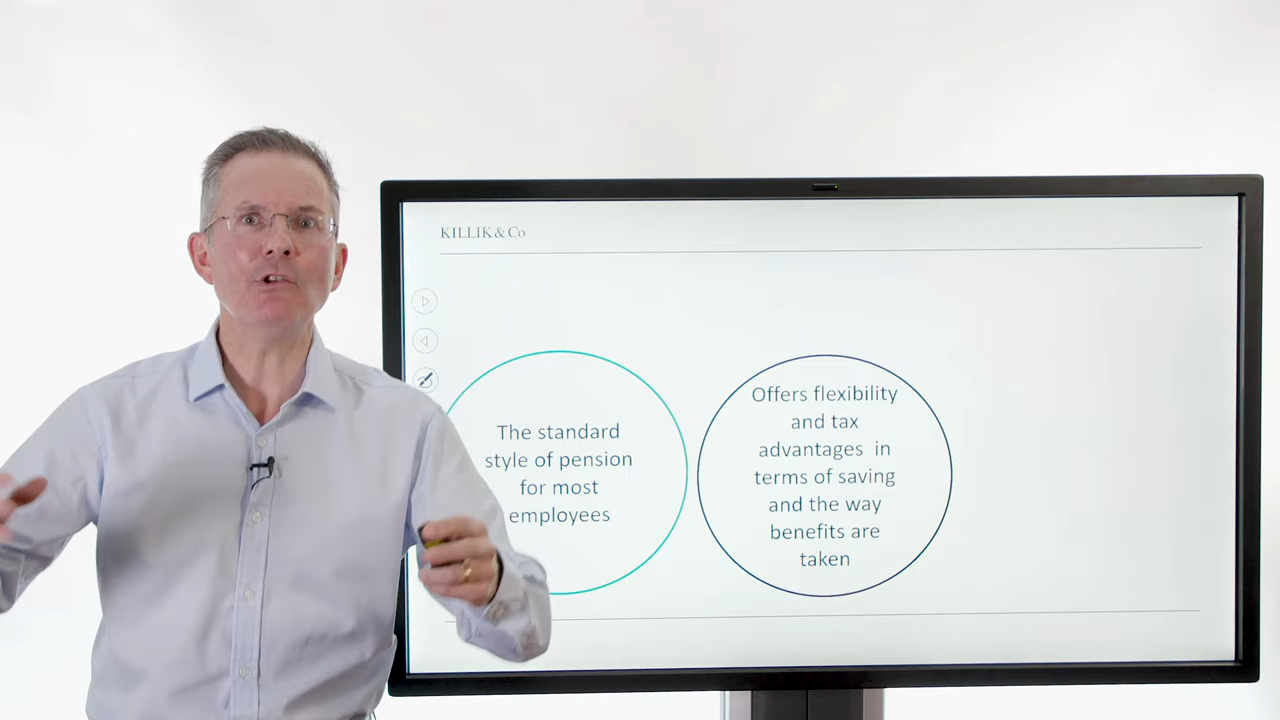 KILLIK & Co
The standard
style of pension
for most
employees
Offers flexibility
and tax
advantages in
terms of saving
and the way
benefits are
taken